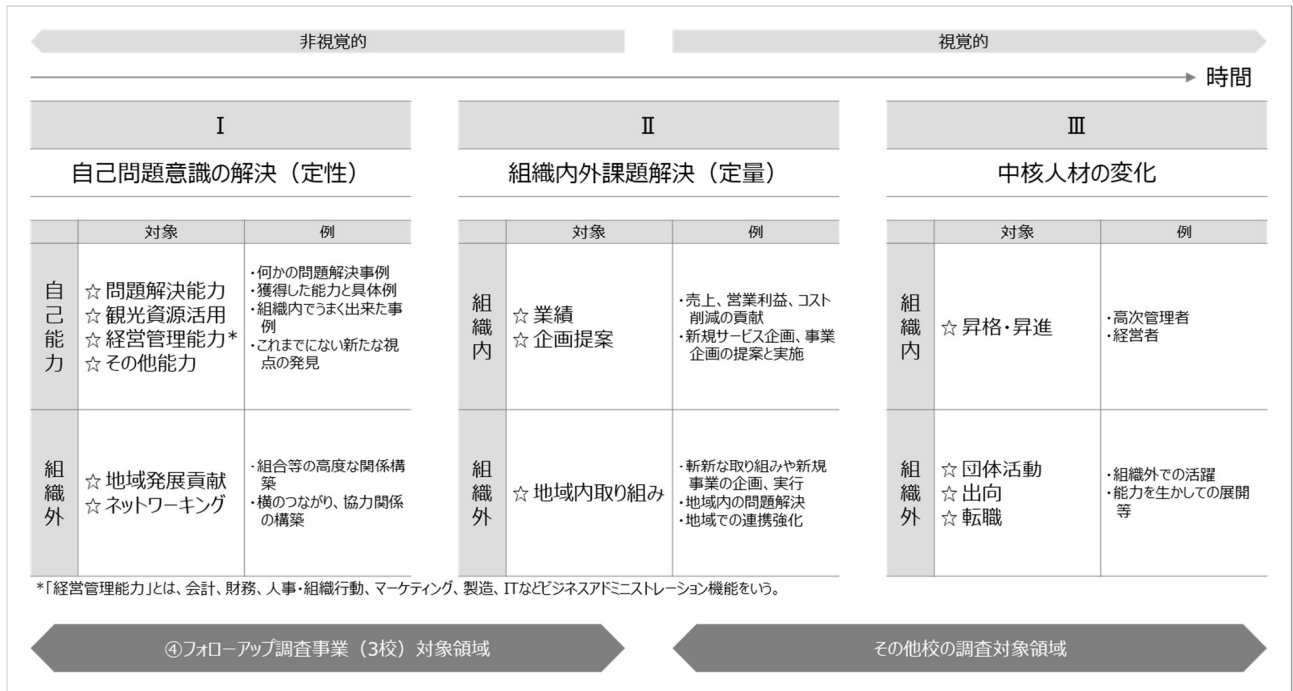 非視覚的
視覚的
時間
Ⅰ
自己問題意識の解決（定性）
対象
例
自己能力
☆問題解決能力
☆観光資源活用
☆経営管理能力*
☆その他能力
・何かの問題解決事例
・獲得した能力と具体例
・組織内でうまく出来た事
例
・これまでにない新たな視
点の発見
組織外
☆地域発展貢献
☆ネットワーキング
・組合等の高度な関係構
築
・横のつながり、協力関係
の構築
Ⅱ
組織内外課題解決（定量）
対象
例
組織内
☆業績
☆企画提案
・売上、営業利益、コスト
削減の貢献
・新規サービス企画、事業
企画の提案と実施
組織外
☆地域内取り組み
・斬新な取り組みや新規
事業の企画、実行
・地域内の問題解決
・地域での連携強化
Ⅲ
中核人材の変化
対象
例
組織内
☆昇格・昇進
・高次管理者
・経営者
組織外
☆団体活動
☆出向
☆転職
・組織外での活躍
・能力を生かしての展開
等
*「経営管理能力」とは、会計、財務、人事・組織行動、マーケティング、製造、ITなどビジネスアドミニストレーション機能をいう。
④フォローアップ調査事業（3校）対象領域
その他校の調査対象領域